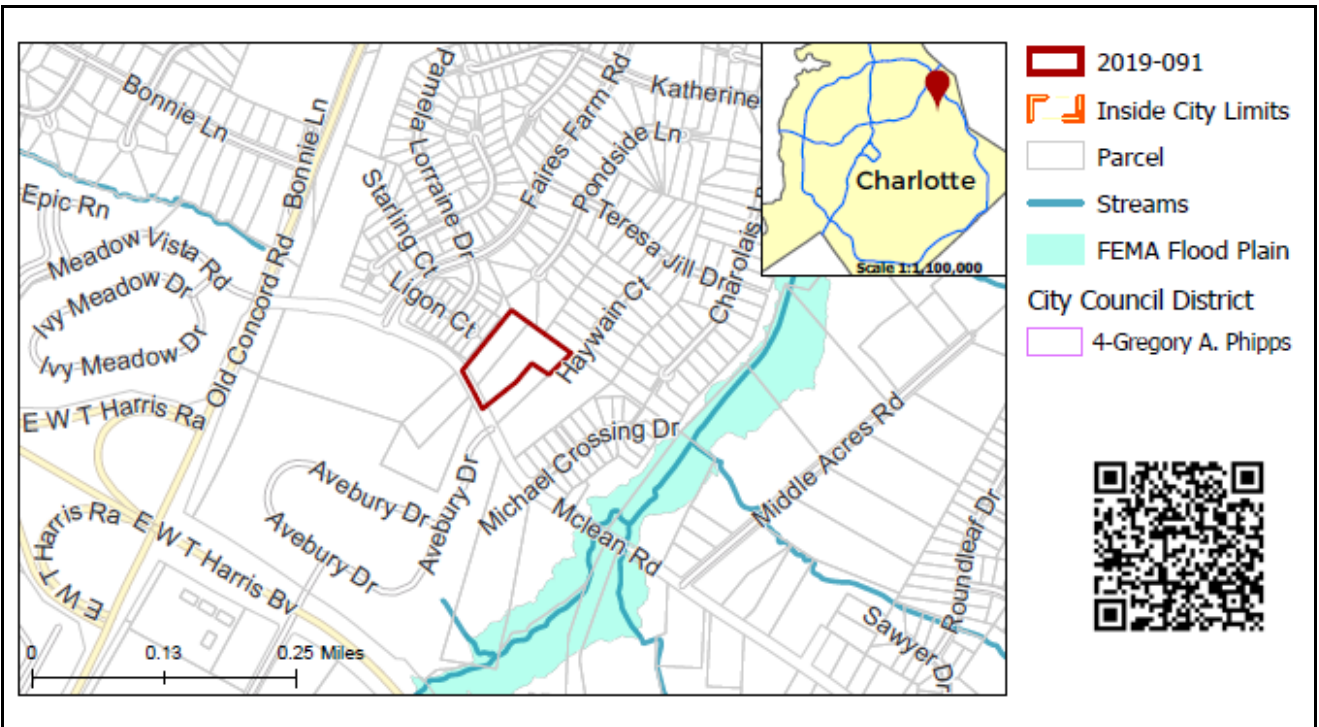 Bonnie Ln
Bonnie Ln
Pamela Lorraine Dr
Faires Farm Rd
Katherine
Pondside Ln
Starling Ct
Epic Rn
Meadow Vista Rd
Teresa Jill Dr
Charolais Ln
Ivy Meadow Dr
Ligon Ct
Ivy Meadow Dr
Old Concord Rd
Haywain Ct
E W T Harris Ra
Avebury Dr
Avebury Dr
Michael Crossing Dr
Middle Acres Rd
E W T Harris Ra
E W T Harris Bv
Avebury Dr
Mclean Rd
Roundleaf Dr
Sawyer Dr
0 0.13 0.25 Miles
Charlotte
Scale 1:1,100,000
2019-091
Inside City Limits
Parcel
Streams
FEMA Flood Plain
City Council District
4-Gregory A. Phipps